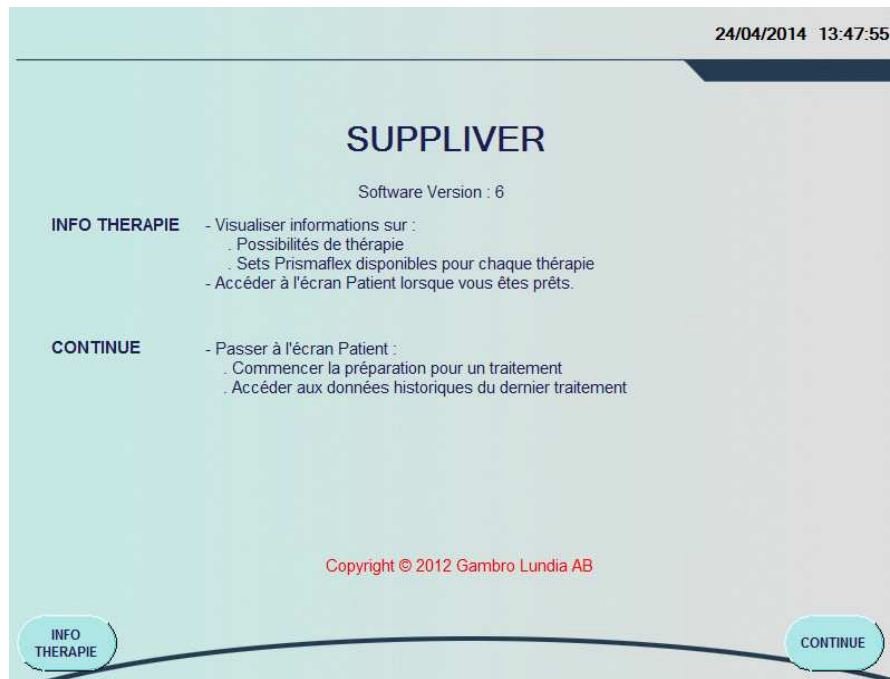 24/04/2014 13:47:55
SUPPLIVER
Software Version : 6
INFO THERAPIE - Visualiser informations sur :
. Possibilités de thérapie
. Sets Prismaflex disponibles pour chaque thérapie
- Accéder à l'écran Patient lorsque vous êtes prêts.
CONTINUE - Passer à l'écran Patient :
. Commencer la préparation pour un traitement
. Accéder aux données historiques du dernier traitement
Copyright © 2012 Gambro Lundia AB
INFO
THERAPIE
CONTINUE